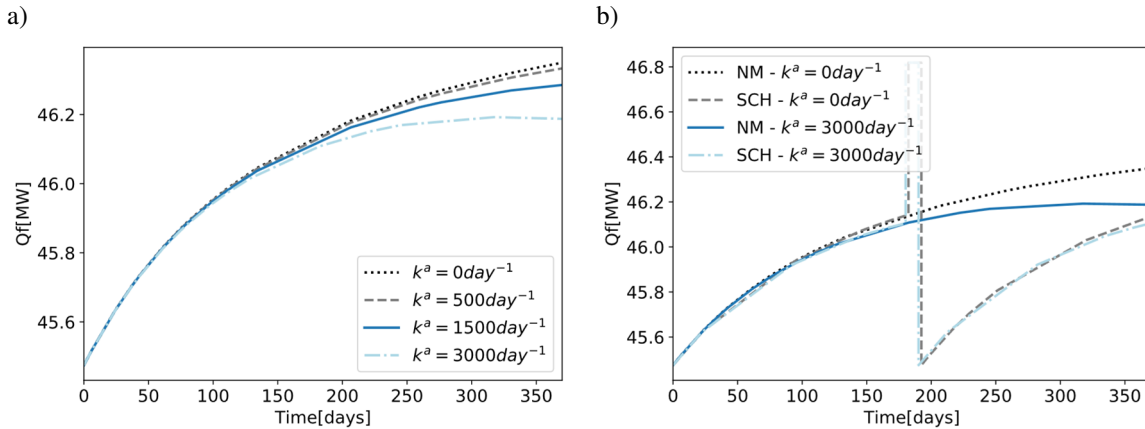 a)
Qf[MW]
46.2
46.0
45.8
45.6
k^a = 0day^{-1}
k^a = 500day^{-1}
k^a = 1500day^{-1}
k^a = 3000day^{-1}
0 50 100 150 200 250 300 350
Time[days]
b)
Qf[MW]
46.8
46.6
46.4
46.2
46.0
45.8
45.6
NM - k^a = 0day^{-1}
SCH - k^a = 0day^{-1}
NM - k^a = 3000day^{-1}
SCH - k^a = 3000day^{-1}
0 50 100 150 200 250 300 350
Time[days]